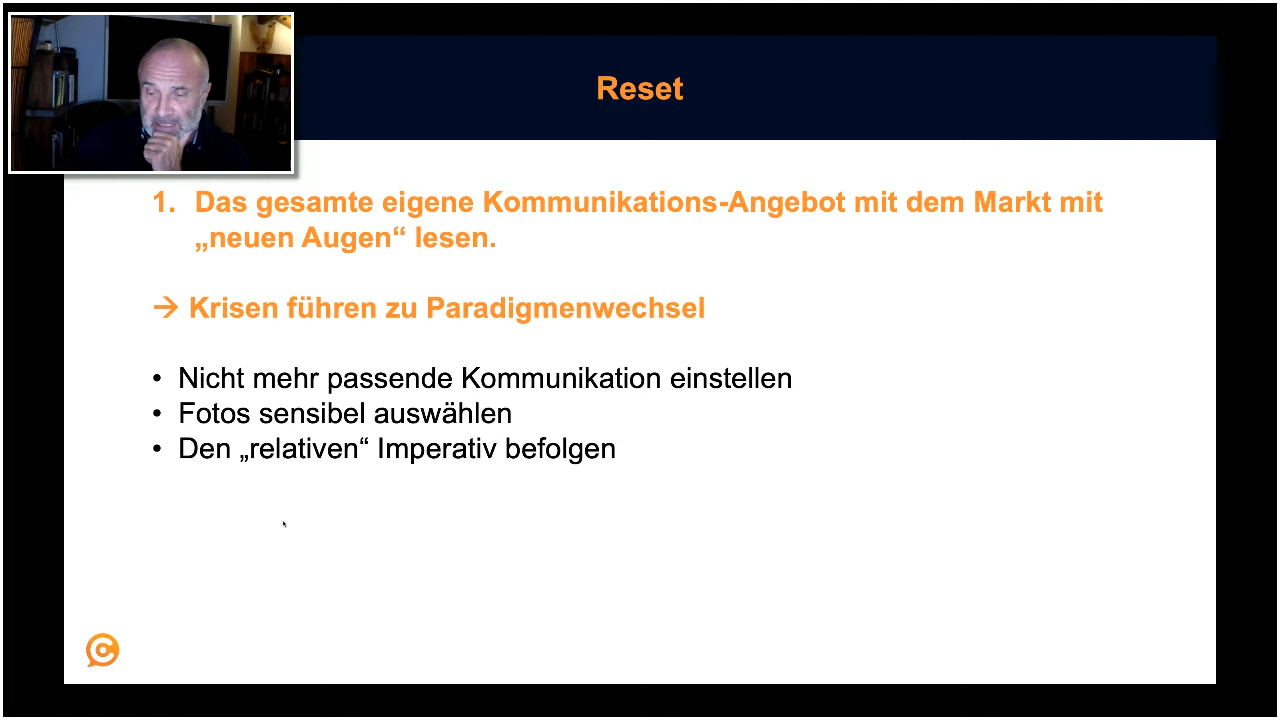 Reset
1. Das gesamte eigene Kommunikations-Angebot mit dem Markt mit
„neuen Augen“ lesen.
→ Krisen führen zu Paradigmenwechsel
• Nicht mehr passende Kommunikation einstellen
• Fotos sensibel auswählen
• Den „relativen“ Imperativ befolgen